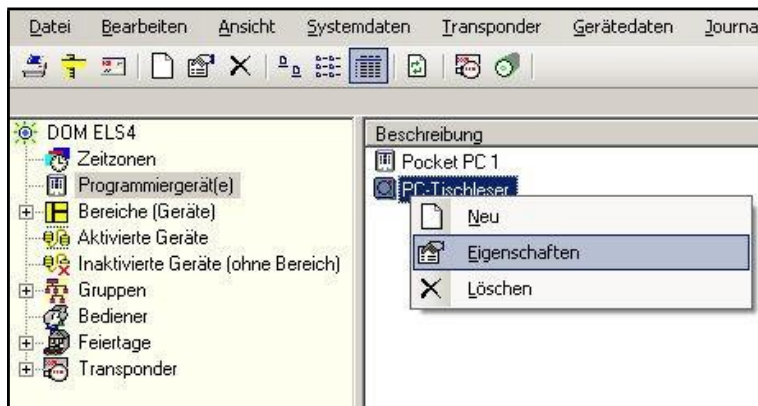 Datei Bearbeiten Ansicht Systemdaten Transponder Gerätedaten Journa
DOM ELS4
Zeitzonen
Programmiergerät(e)
Bereiche (Geräte)
Aktivierte Geräte
Inaktivierte Geräte (ohne Bereich)
Gruppen
Bediener
Feiertage
Transponder
Beschreibung
Pocket PC 1
PC-Tischleser
Neu
Eigenschaften
Löschen